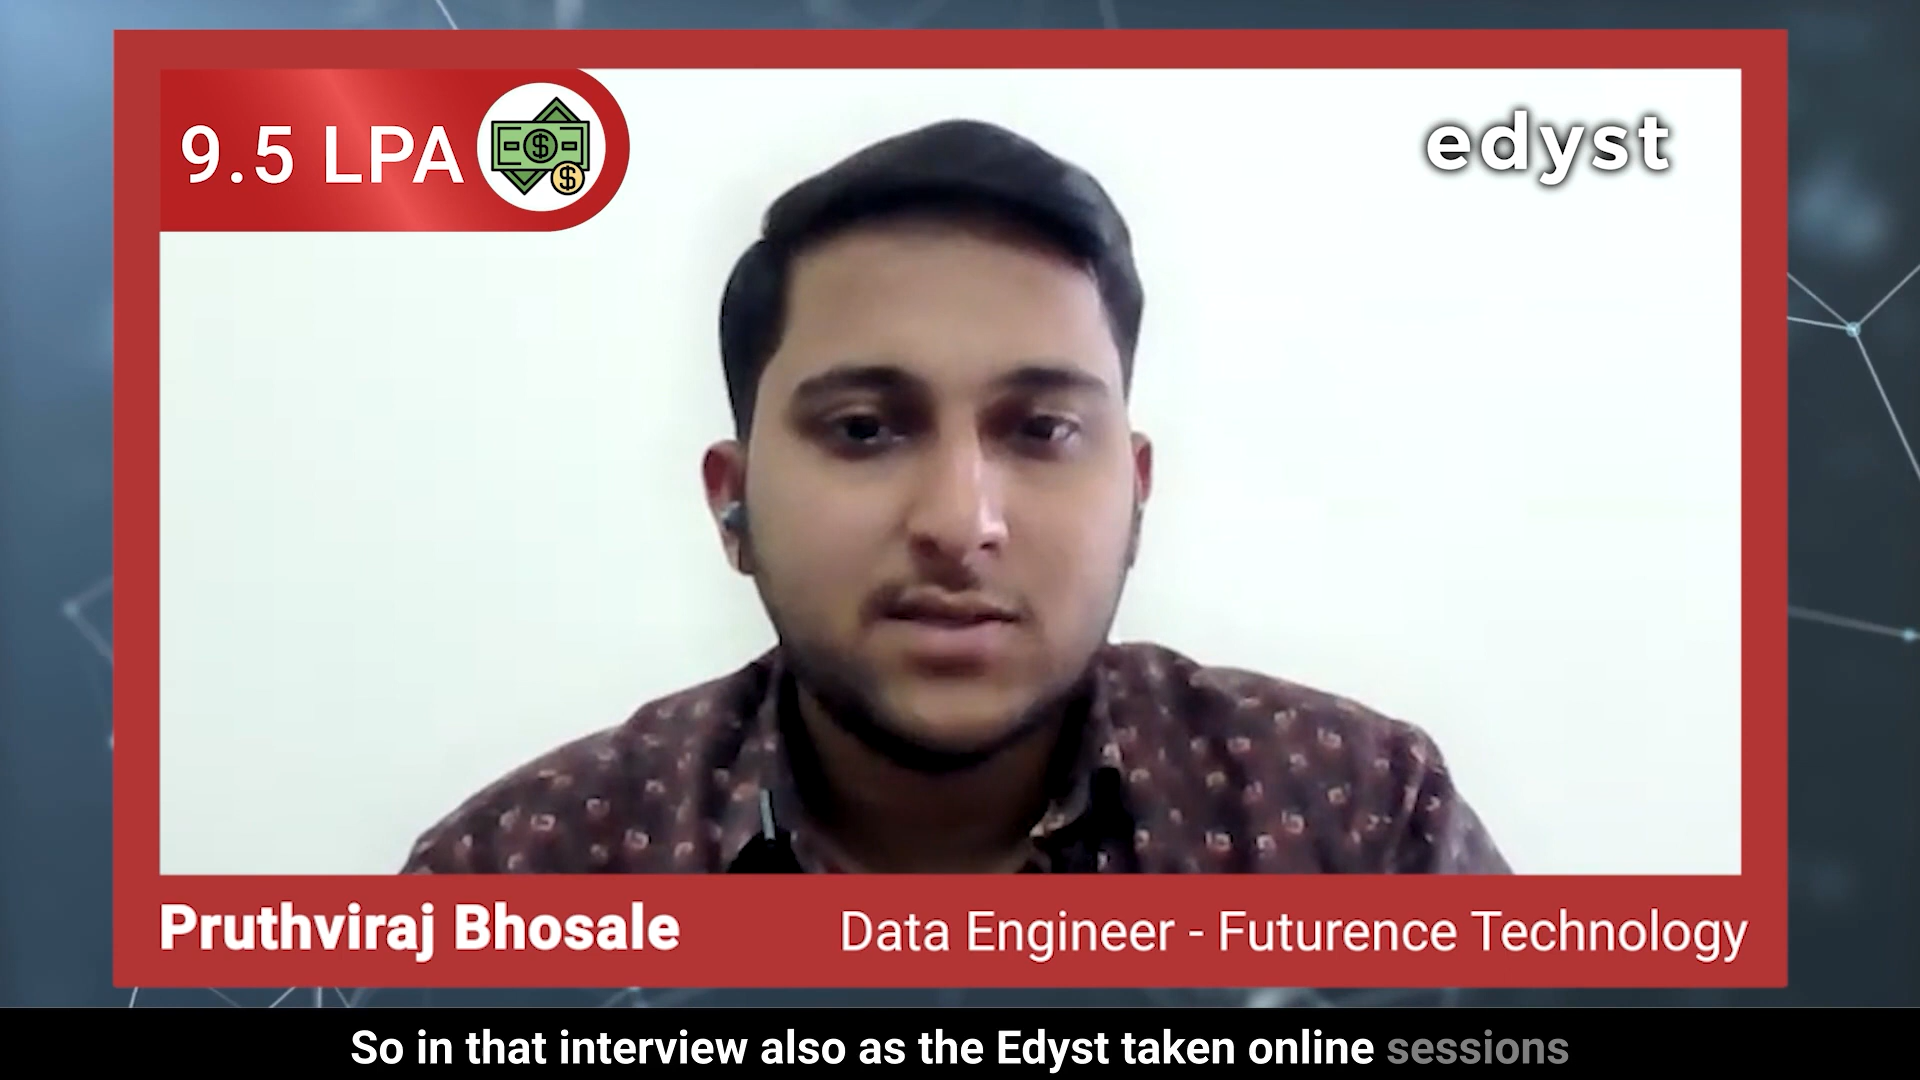 9.5 LPA
edyst
Pruthviraj Bhosale
Data Engineer - Futurence Technology
So in that interview also as the Edyst taken online sessions